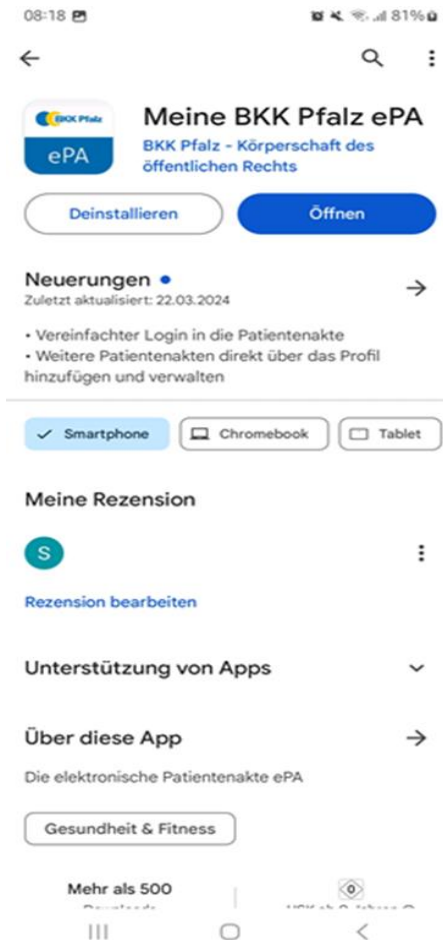 08:18
81%
BKK Pfalz
ePA
Meine BKK Pfalz ePA
BKK Pfalz - Körperschaft des
öffentlichen Rechts
Deinstallieren
Öffnen
Neuerungen •
Zuletzt aktualisiert: 22.03.2024
• Vereinfachter Login in die Patientenakte
• Weitere Patientenakten direkt über das Profil
hinzufügen und verwalten
Smartphone
Chromebook
Tablet
Meine Rezension
S
Rezension bearbeiten
Unterstützung von Apps
Über diese App
Die elektronische Patientenakte ePA
Gesundheit & Fitness
Mehr als 500
0